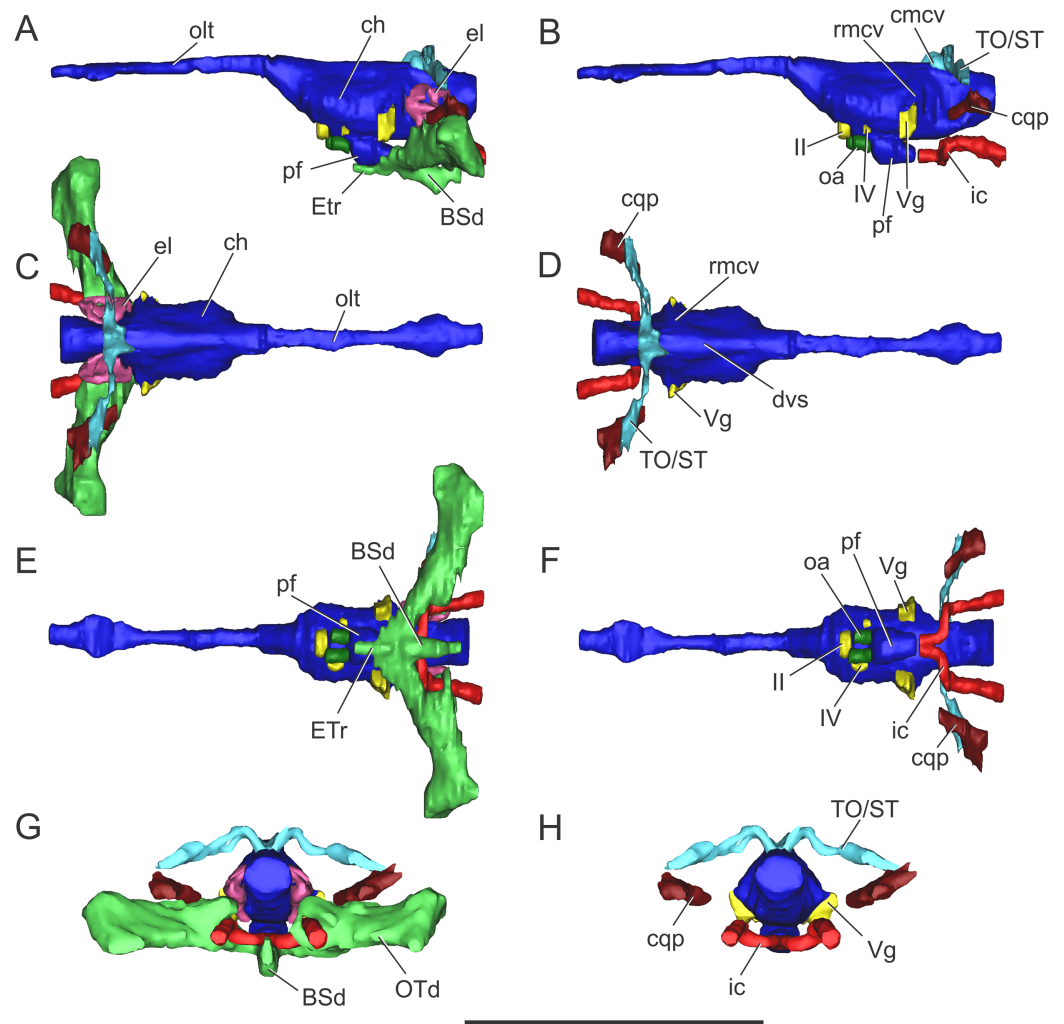 A
olt
ch
el
pf
Etr
BSd
B
cmcv
rmcv
TO/ST
cqp
II
oa
IV
Vg
pf
ic
C
el
ch
olt
D
cqp
rmcv
dvs
Vg
TO/ST
E
BSd
pf
ETr
F
pf
oa
Vg
II
IV
ic
cqp
G
BSd
OTd
H
TO/ST
cqp
Vg
ic